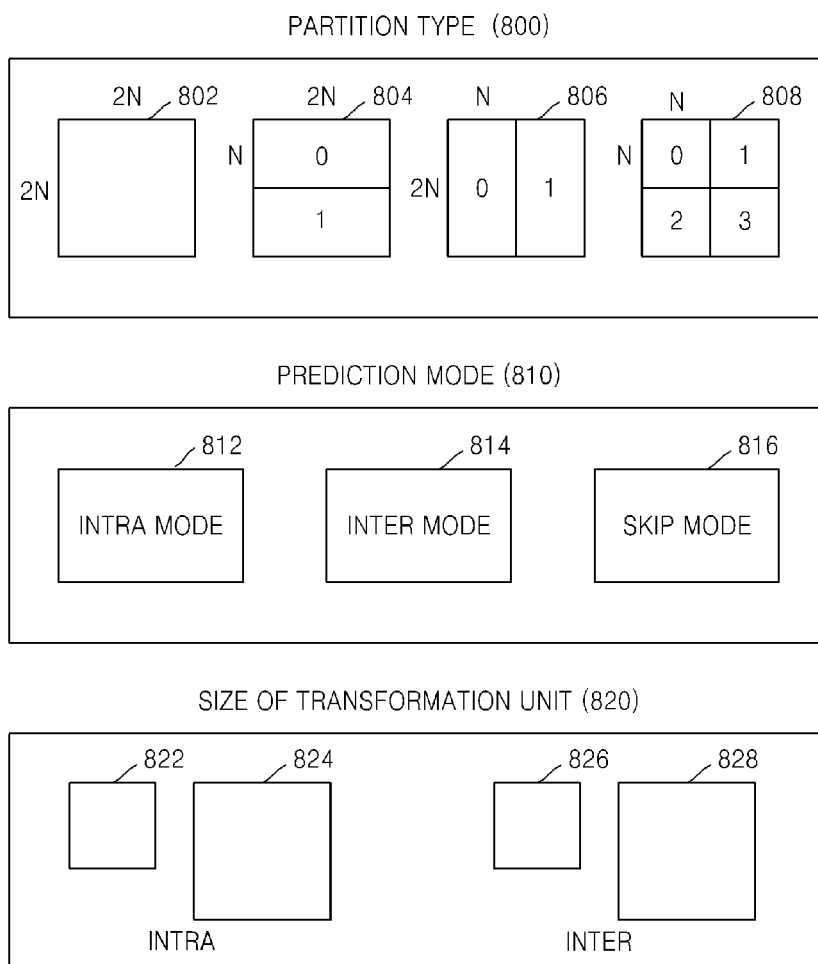 PARTITION TYPE (800)
2N 802 2N 804 N 806 N 808
N 0 N 0 1
2N 2N 0 1
1 2 3
PREDICTION MODE (810)
812 814 816
INTRA MODE INTER MODE SKIP MODE
SIZE OF TRANSFORMATION UNIT (820)
822 824 826 828
INTRA INTER